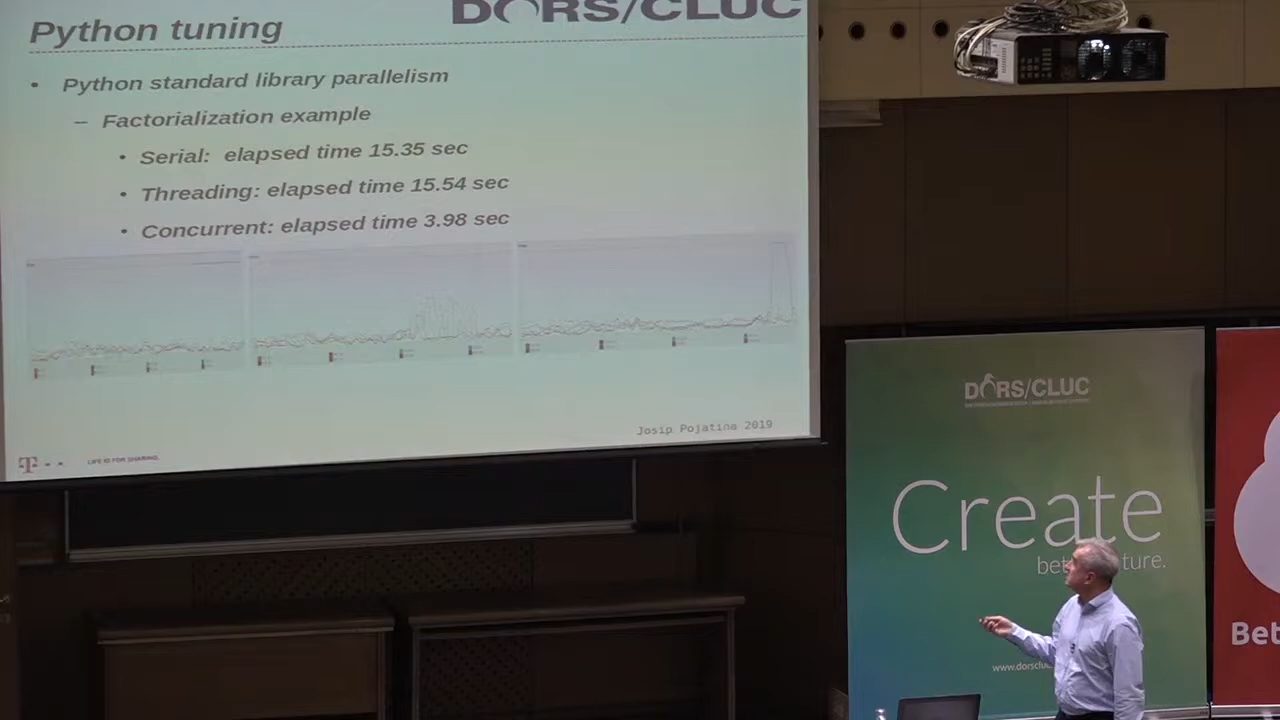 Python tuning
DORS/CLUC
• Python standard library parallelism
– Factorialization example
• Serial: elapsed time 15.35 sec
• Threading: elapsed time 15.54 sec
• Concurrent: elapsed time 3.98 sec
Josip Pojatina 2019
T
LIFE IS FOR SHARING.
DORS/CLUC
Create
ture.
www.dorsclu
Bet